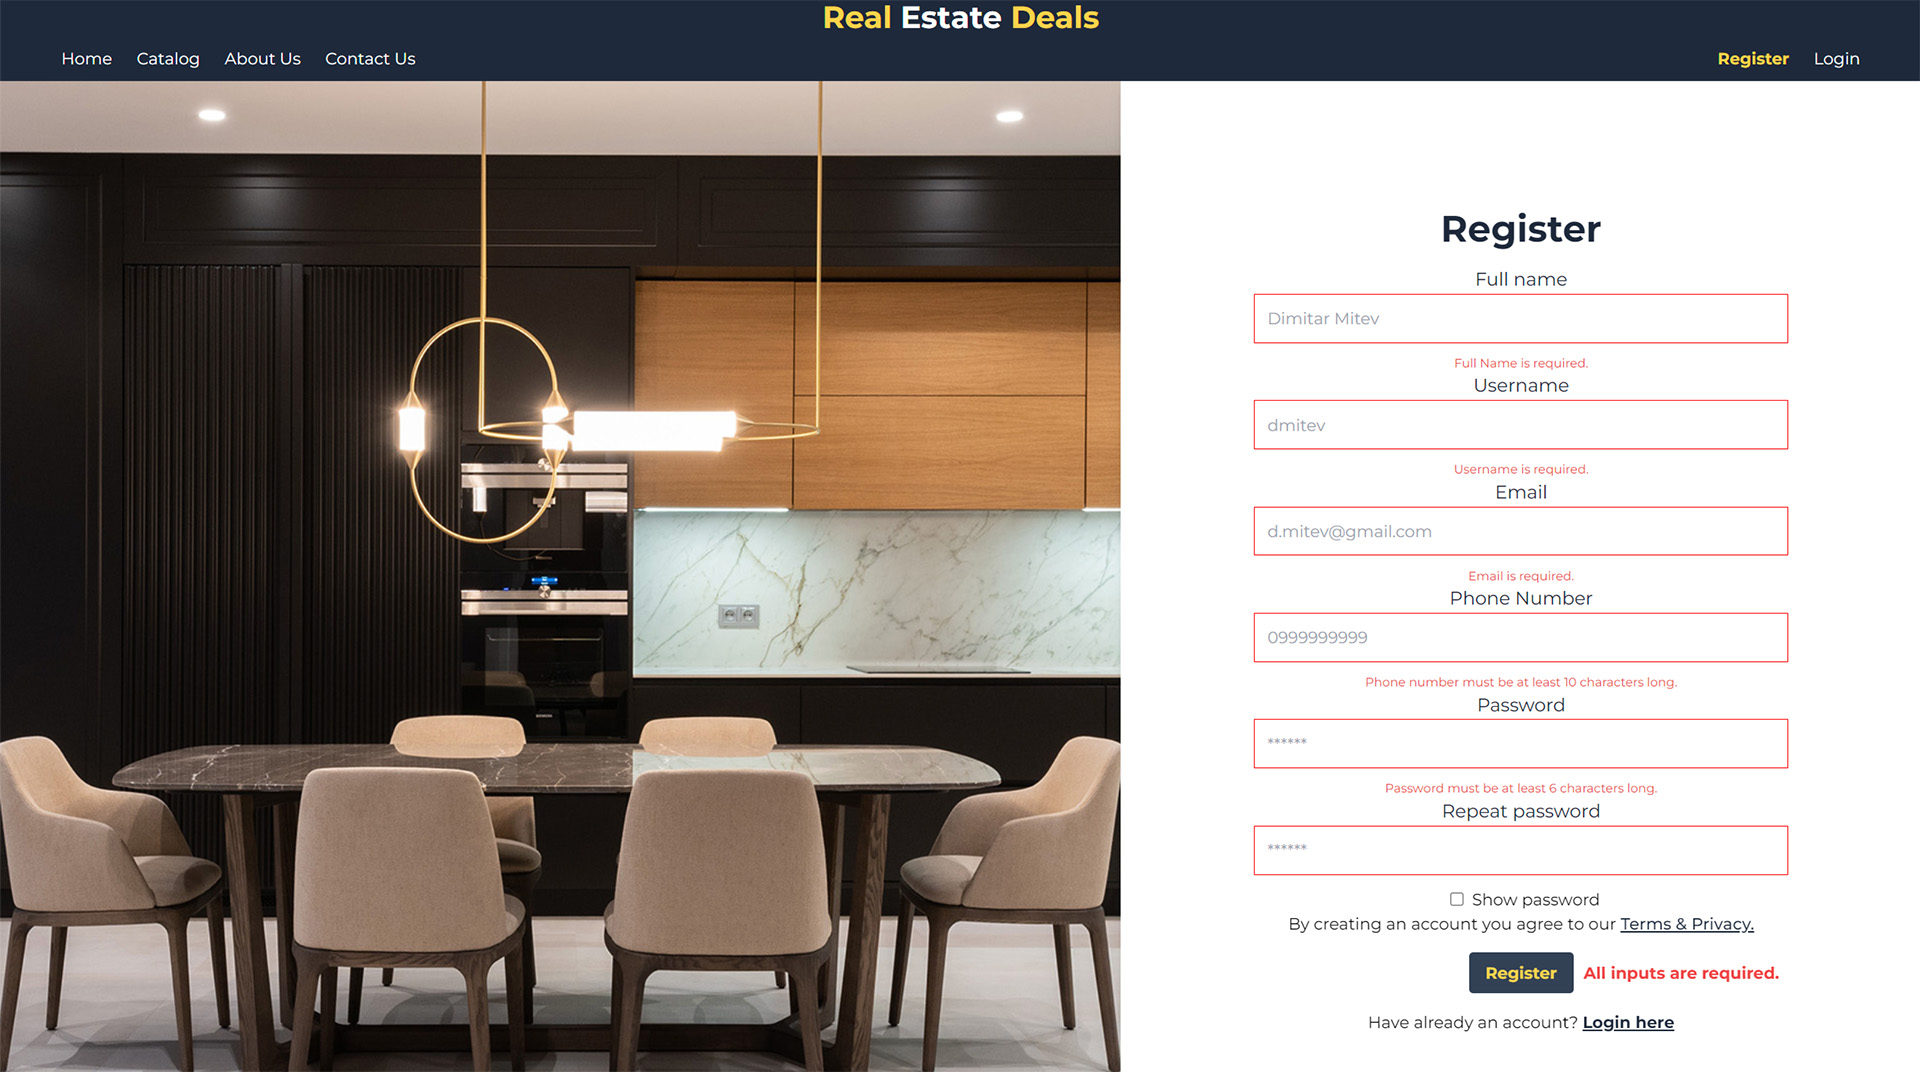 Real Estate Deals
Home Catalog About Us Contact Us Register Login
Register
Full name
Dimitar Mitev
Full Name is required.
Username
dmitev
Username is required.
Email
d.mitev@gmail.com
Email is required.
Phone Number
0999999999
Phone number must be at least 10 characters long.
Password
******
Password must be at least 6 characters long.
Repeat password
******
Show password
By creating an account you agree to our Terms & Privacy.
Register All inputs are required.
Have already an account? Login here